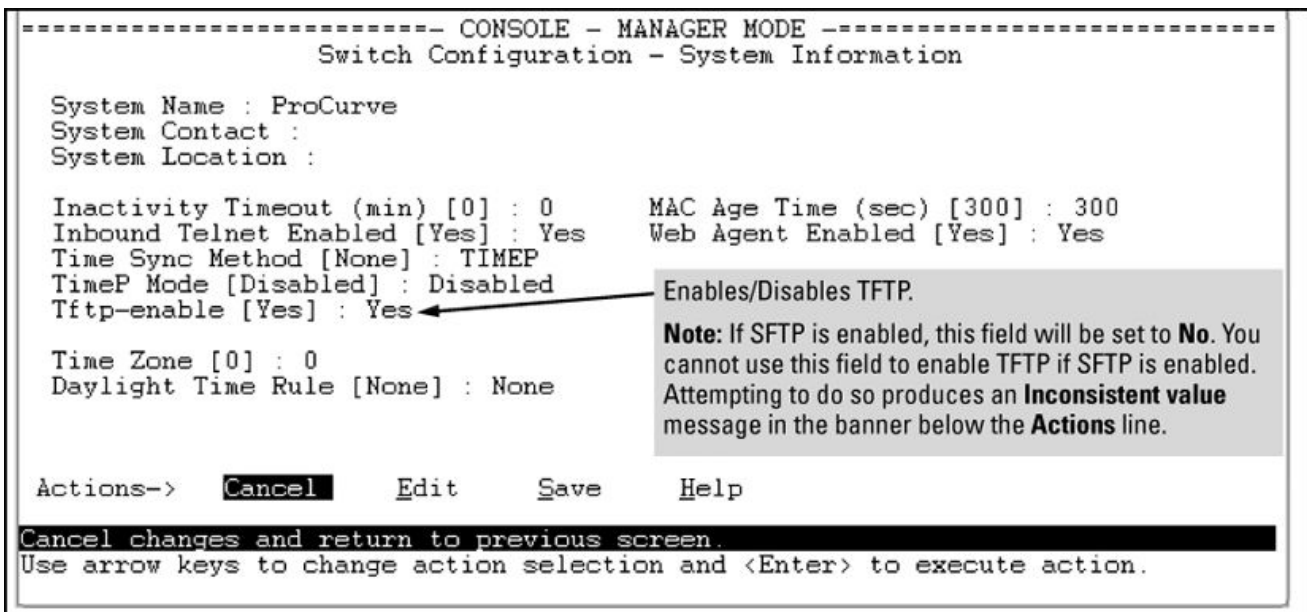 ============================- CONSOLE - MANAGER MODE -============================
Switch Configuration - System Information
System Name : ProCurve
System Contact :
System Location :
Inactivity Timeout (min) [0] : 0 MAC Age Time (sec) [300] : 300
Inbound Telnet Enabled [Yes] : Yes Web Agent Enabled [Yes] : Yes
Time Sync Method [None] : TIMEP
TimeP Mode [Disabled] : Disabled
Tftp-enable [Yes] : Yes
Time Zone [0] : 0
Daylight Time Rule [None] : None
Enables/Disables TFTP.
Note: If SFTP is enabled, this field will be set to No. You
cannot use this field to enable TFTP if SFTP is enabled.
Attempting to do so produces an Inconsistent value
message in the banner below the Actions line.
Actions-> Cancel Edit Save Help
Cancel changes and return to previous screen.
Use arrow keys to change action selection and <Enter> to execute action.